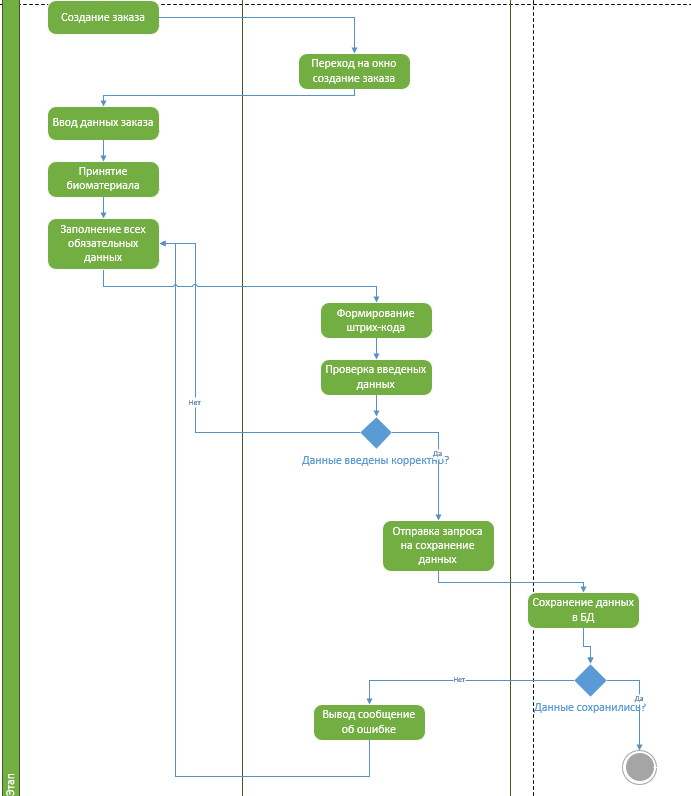 Создание заказа
Переход на окно
создание заказа
Ввод данных заказа
Принятие
биоматериала
Заполнение всех
обязательных
данных
Формирование
штрих-кода
Проверка введеных
данных
Нет
Да
Данные введены корректно?
Отправка запроса
на сохранение
данных
Сохранение данных
в БД
Нет
Да
Данные сохранились?
Вывод сообщение
об ошибке
Этап